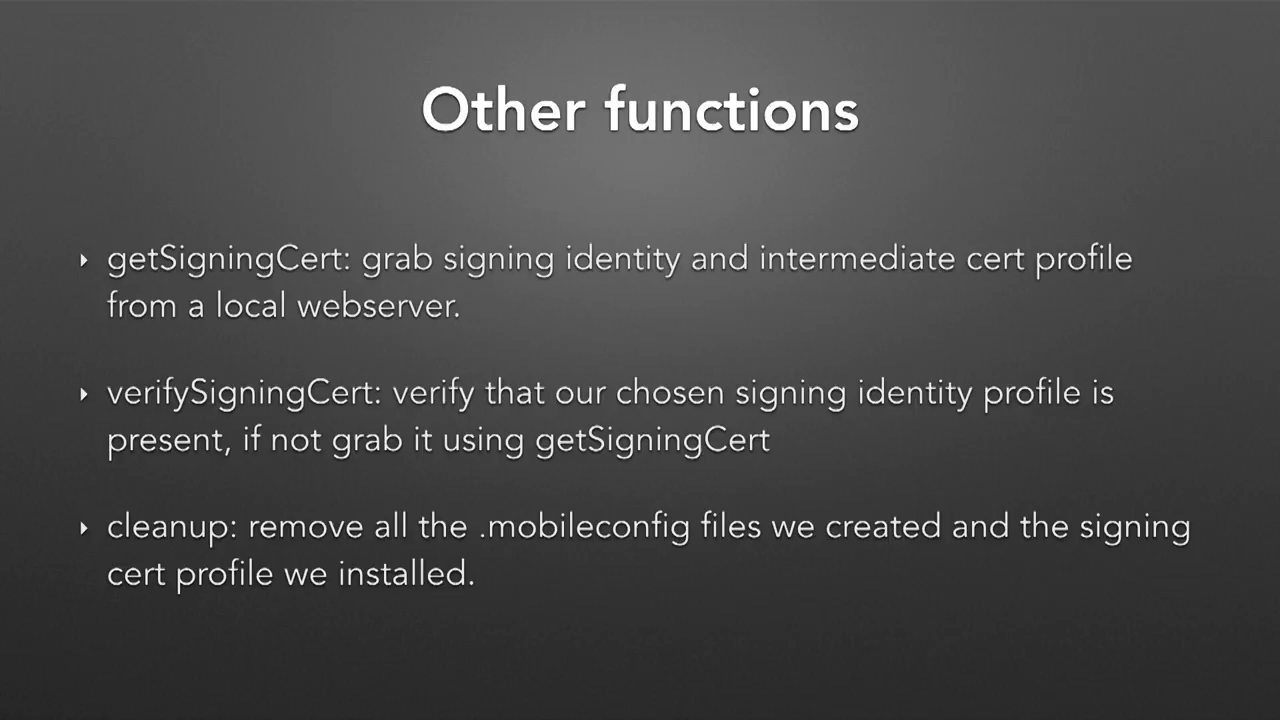 Other functions
‣ getSigningCert: grab signing identity and intermediate cert profile
from a local webserver.
‣ verifySigningCert: verify that our chosen signing identity profile is
present, if not grab it using getSigningCert
‣ cleanup: remove all the .mobileconfig files we created and the signing
cert profile we installed.